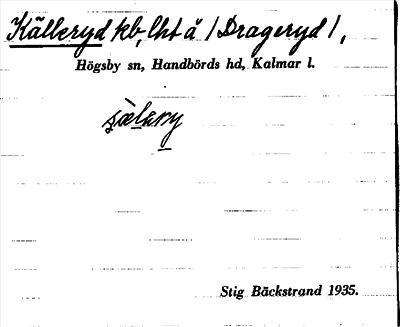 Källeryd kb, lht å / Drageryd /,
Högsby sn, Handbörds hd, Kalmar l.
Stig Bäckstrand 1935.